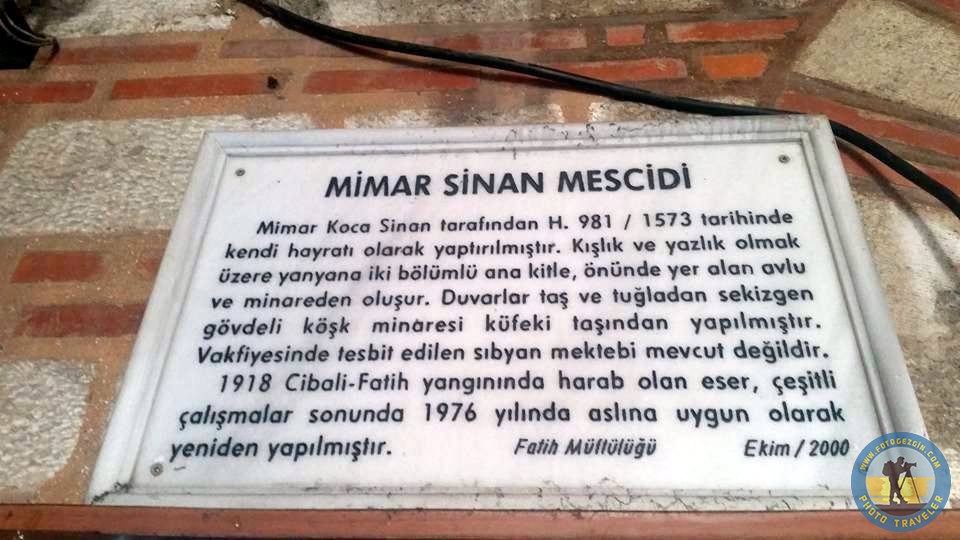 MİMAR SİNAN MESCİDİ
Mimar Koca Sinan tarafından H. 981 / 1573 tarihinde
kendi hayratı olarak yaptırılmıştır. Kışlık ve yazlık olmak
üzere yanyana iki bölümlü ana kitle, önünde yer alan avlu
ve minareden oluşur. Duvarlar taş ve tuğladan sekizgen
gövdeli köşk minaresi küfeki taşından yapılmıştır.
Vakfiyesinde tesbit edilen sıbyan mektebi mevcut değildir.
1918 Cibali-Fatih yangınında harab olan eser, çeşitli
çalışmalar sonunda 1976 yılında aslına uygun olarak
yeniden yapılmıştır. Fatih Müftülüğü Ekim / 2000
WWW.FOTOGEZGIN.COM
PHOTO TRAVELER